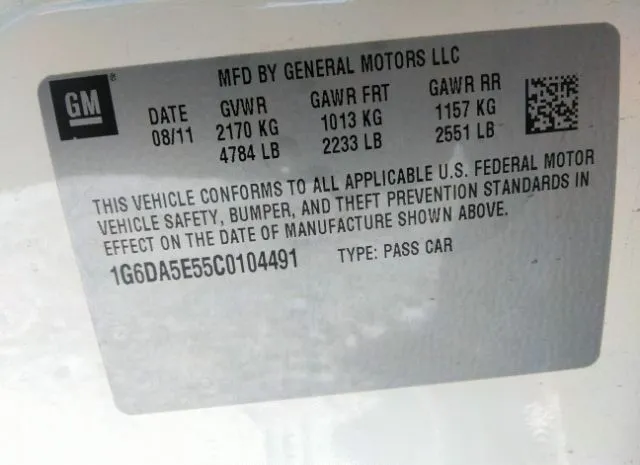 MFD BY GENERAL MOTORS LLC
GM ®
DATE GVWR GAWR FRT GAWR RR
08/11 2170 KG 1013 KG 1157 KG
4784 LB 2233 LB 2551 LB
THIS VEHICLE CONFORMS TO ALL APPLICABLE U.S. FEDERAL MOTOR
VEHICLE SAFETY, BUMPER, AND THEFT PREVENTION STANDARDS IN
EFFECT ON THE DATE OF MANUFACTURE SHOWN ABOVE.
1G6DA5E55C0104491 TYPE: PASS CAR